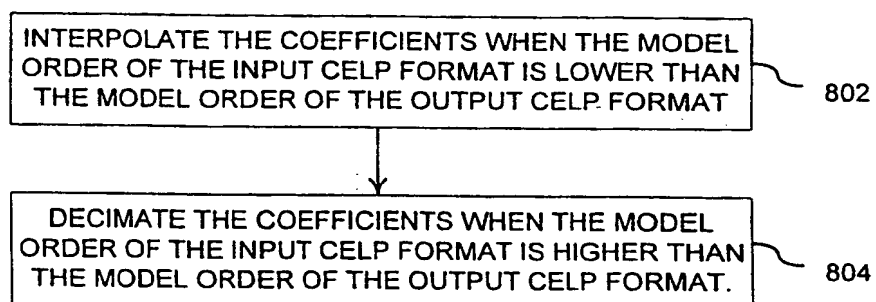 INTERPOLATE THE COEFFICIENTS WHEN THE MODEL
ORDER OF THE INPUT CELP FORMAT IS LOWER THAN
THE MODEL ORDER OF THE OUTPUT CELP FORMAT
802
DECIMATE THE COEFFICIENTS WHEN THE MODEL
ORDER OF THE INPUT CELP FORMAT IS HIGHER THAN
THE MODEL ORDER OF THE OUTPUT CELP FORMAT.
804